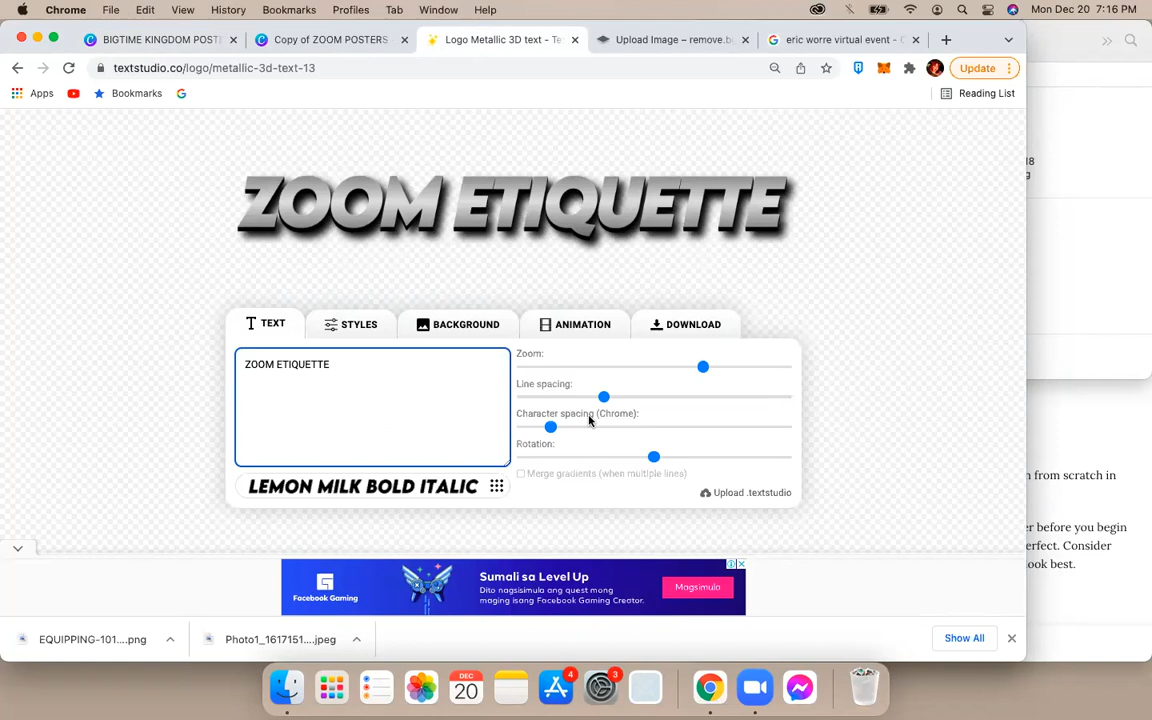 Chrome File Edit View History Bookmarks Profiles Tab Window Help Mon Dec 20 7:16 PM
BIGTIME KINGDOM POST
Copy of ZOOM POSTERS
Logo Metallic 3D text - Te
Upload Image – remove.bg
eric worre virtual event - G
textstudio.co/logo/metallic-3d-text-13
Update
Apps
Bookmarks
Reading List
ZOOM ETIQUETTE
TEXT
STYLES
BACKGROUND
ANIMATION
DOWNLOAD
ZOOM ETIQUETTE
Zoom:
Line spacing:
Character spacing (Chrome):
Rotation:
Merge gradients (when multiple lines)
LEMON MILK BOLD ITALIC
Upload .textstudio
18
g
n from scratch in
er before you begin
erfect. Consider
ook best.
FACEBOOK GAMING
Sumali sa Level Up
Dito nagsisimula ang quest mong
maging isang Facebook Gaming Creator.
Magsimula
EQUIPPING-101....png
Photo1_1617151....jpeg
Show All
DEC
20
4
3